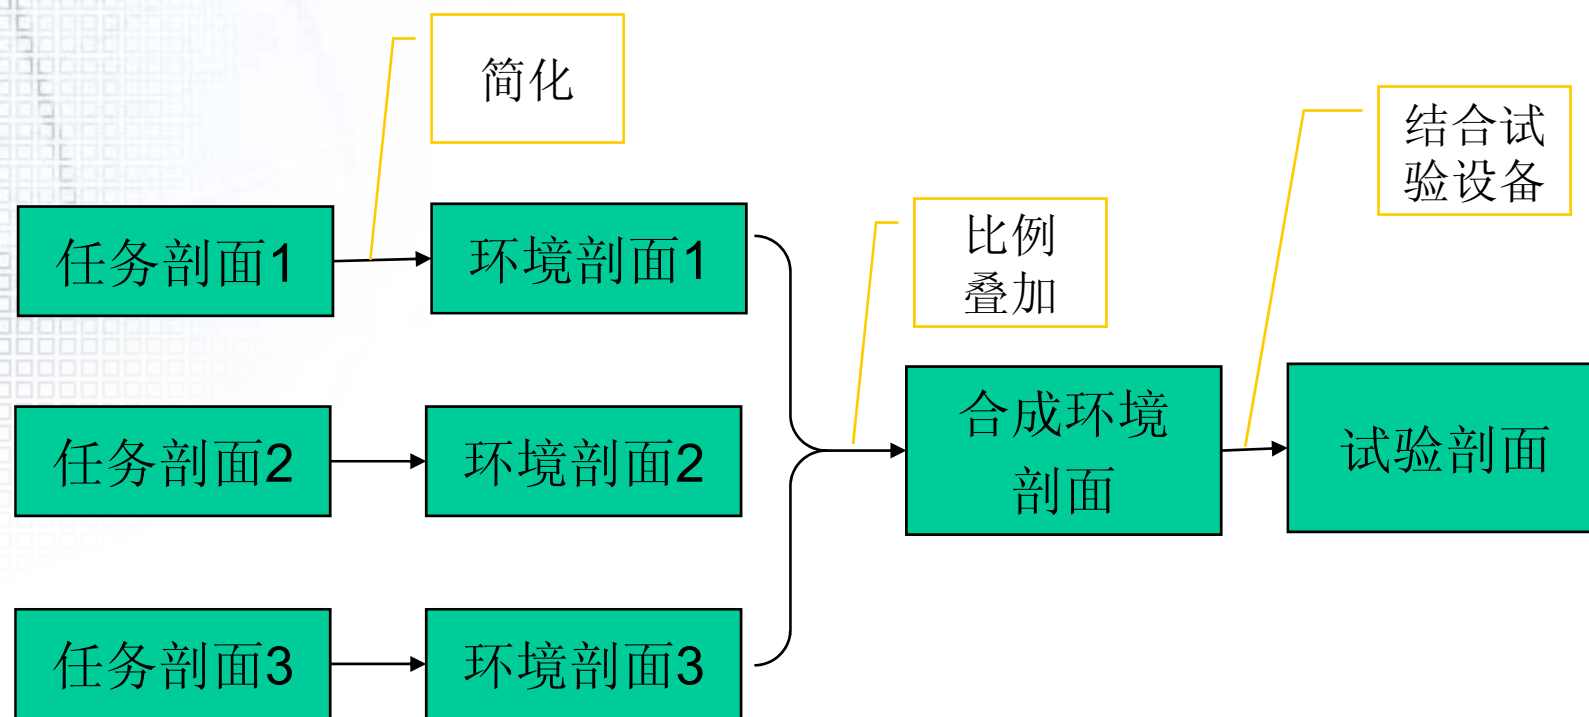 简化
结合试
验设备
比例
叠加
任务剖面1
环境剖面1
合成环境
剖面
试验剖面
任务剖面2
环境剖面2
任务剖面3
环境剖面3